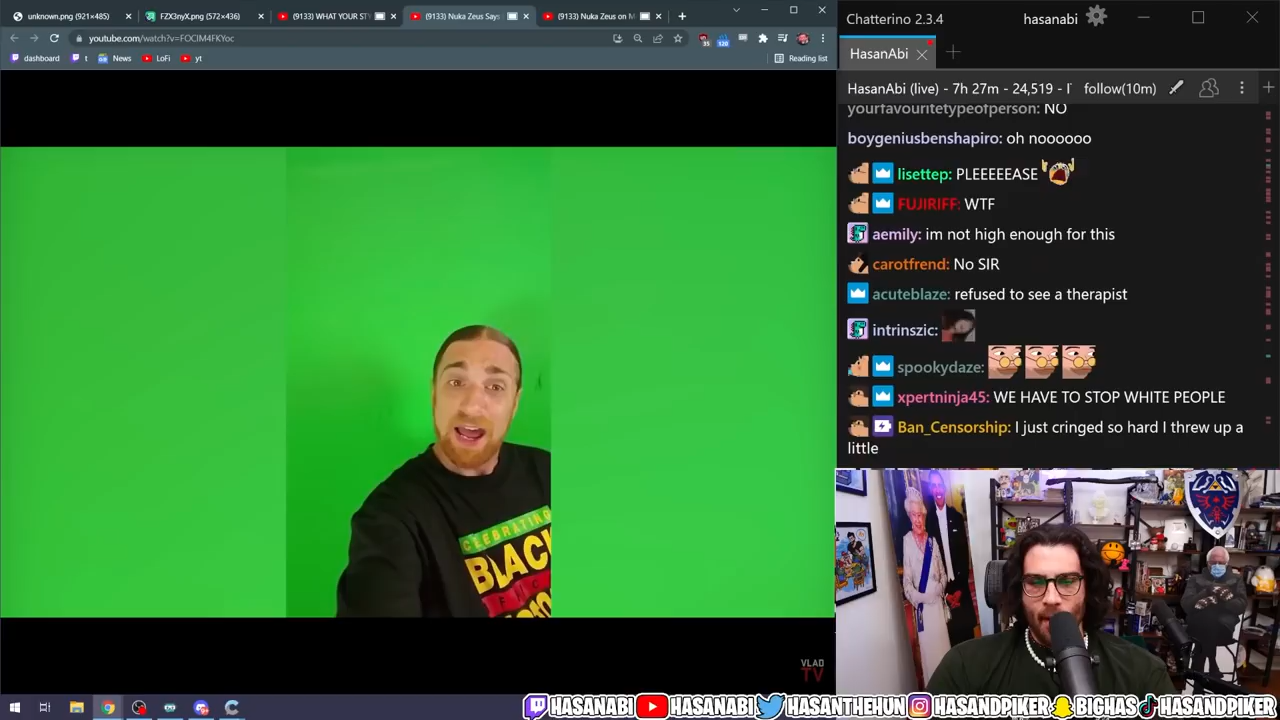 unknown.png (921×485)
FZX3nyX.png (572×436)
(9133) WHAT YOUR ST
(9133) Nuka Zeus Says
(9133) Nuka Zeus on M
youtube.com/watch?v=FOCIM4FKYoc
35
120
dashboard
t
News
LoFi
yt
Reading list
CELEBRATING
BLACK
VLAD
TV
Chatterino 2.3.4
hasanabi
HasanAbi
HasanAbi (live) - 7h 27m - 24,519 - I
follow(10m)
yourfavouritetypeofperson: NO
boygeniusbenshapiro: oh noooooo
lisettep: PLEEEEEASE
FUJIRIFF: WTF
aemily: im not high enough for this
carotfrend: No SIR
acuteblaze: refused to see a therapist
intrinszic:
spookydaze:
xpertninja45: WE HAVE TO STOP WHITE PEOPLE
Ban_Censorship: I just cringed so hard I threw up a
little
HASANABI HASANABI HASANTHEHUN HASANDPIKER BIGHAS HASANDPIKER